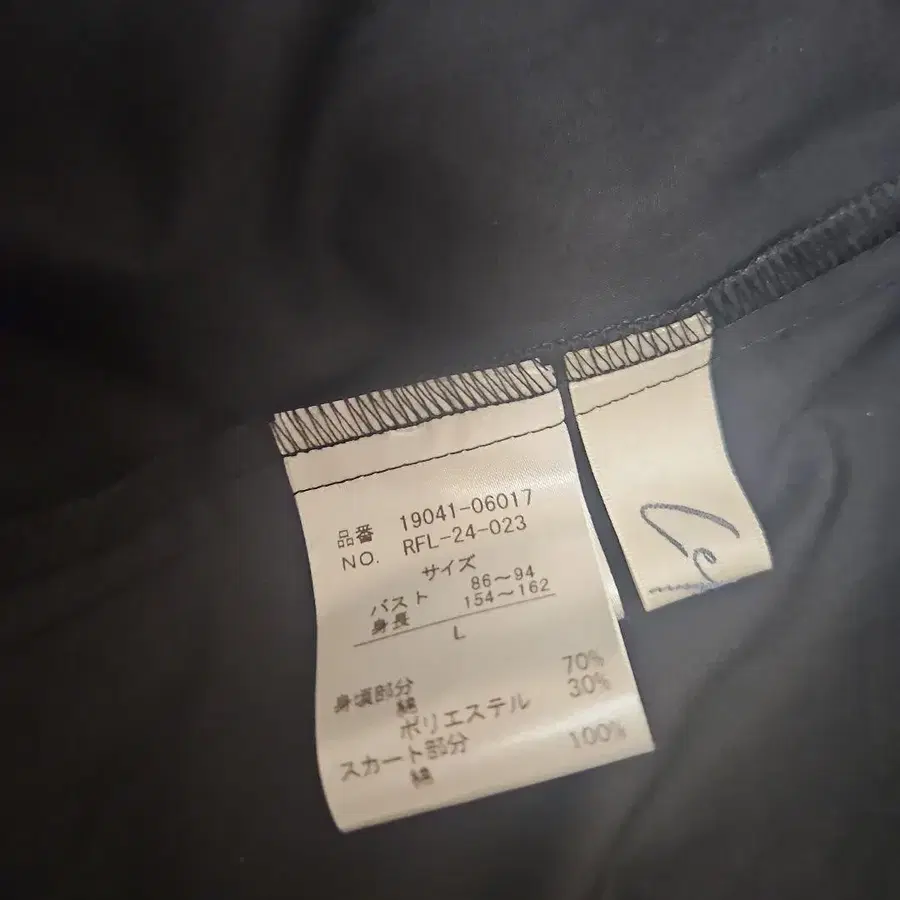 品番 19041-06017
NO. RFL-24-023
サイズ
バスト 86～94
身長 154～162
L
身頃部分
綿 70%
ポリエステル 30%
スカート部分
綿 100%